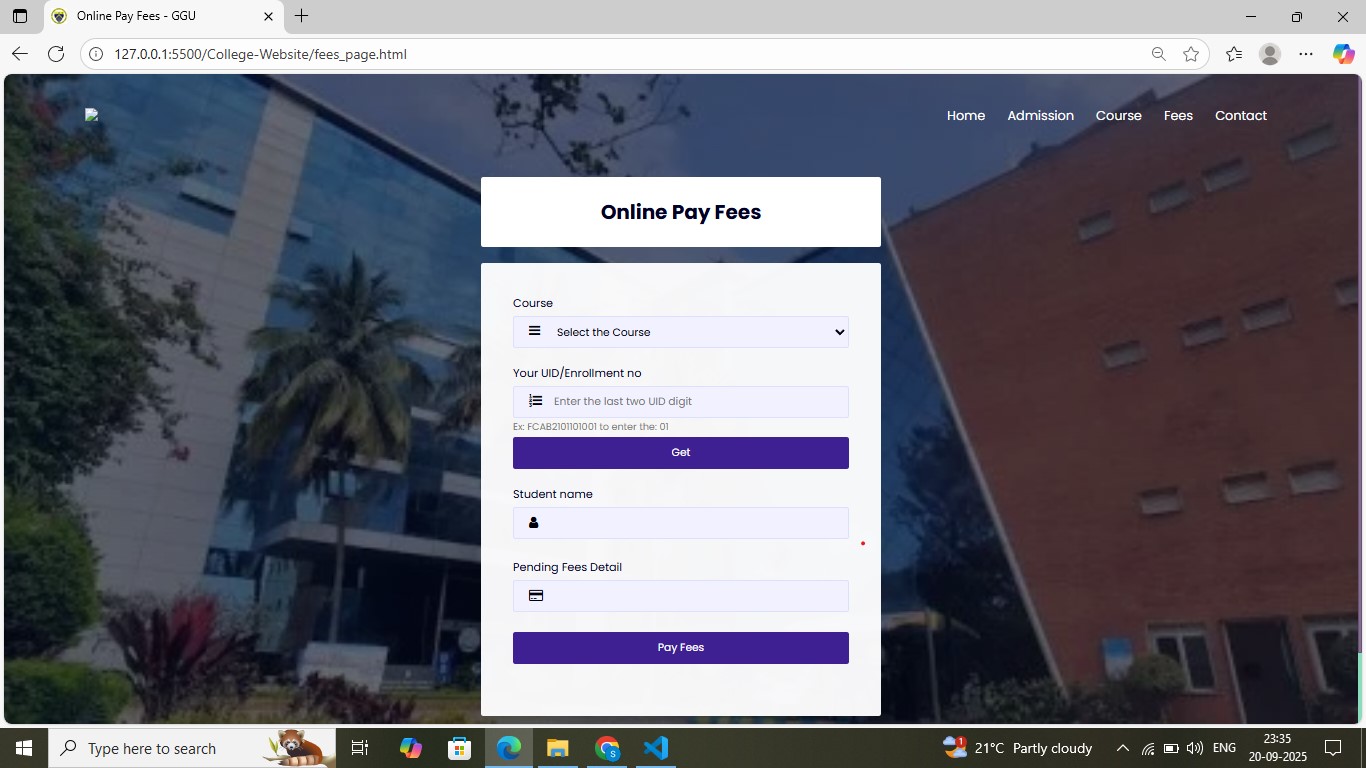 Online Pay Fees - GGU
127.0.0.1:5500/College-Website/fees_page.html
Home Admission Course Fees Contact
Online Pay Fees
Course
Select the Course
Your UID/Enrollment no
Enter the last two UID digit
Ex: FCAB2101101001 to enter the: 01
Get
Student name
Pending Fees Detail
Pay Fees
Type here to search
1
21°C Partly cloudy
ENG
23:35
20-09-2025